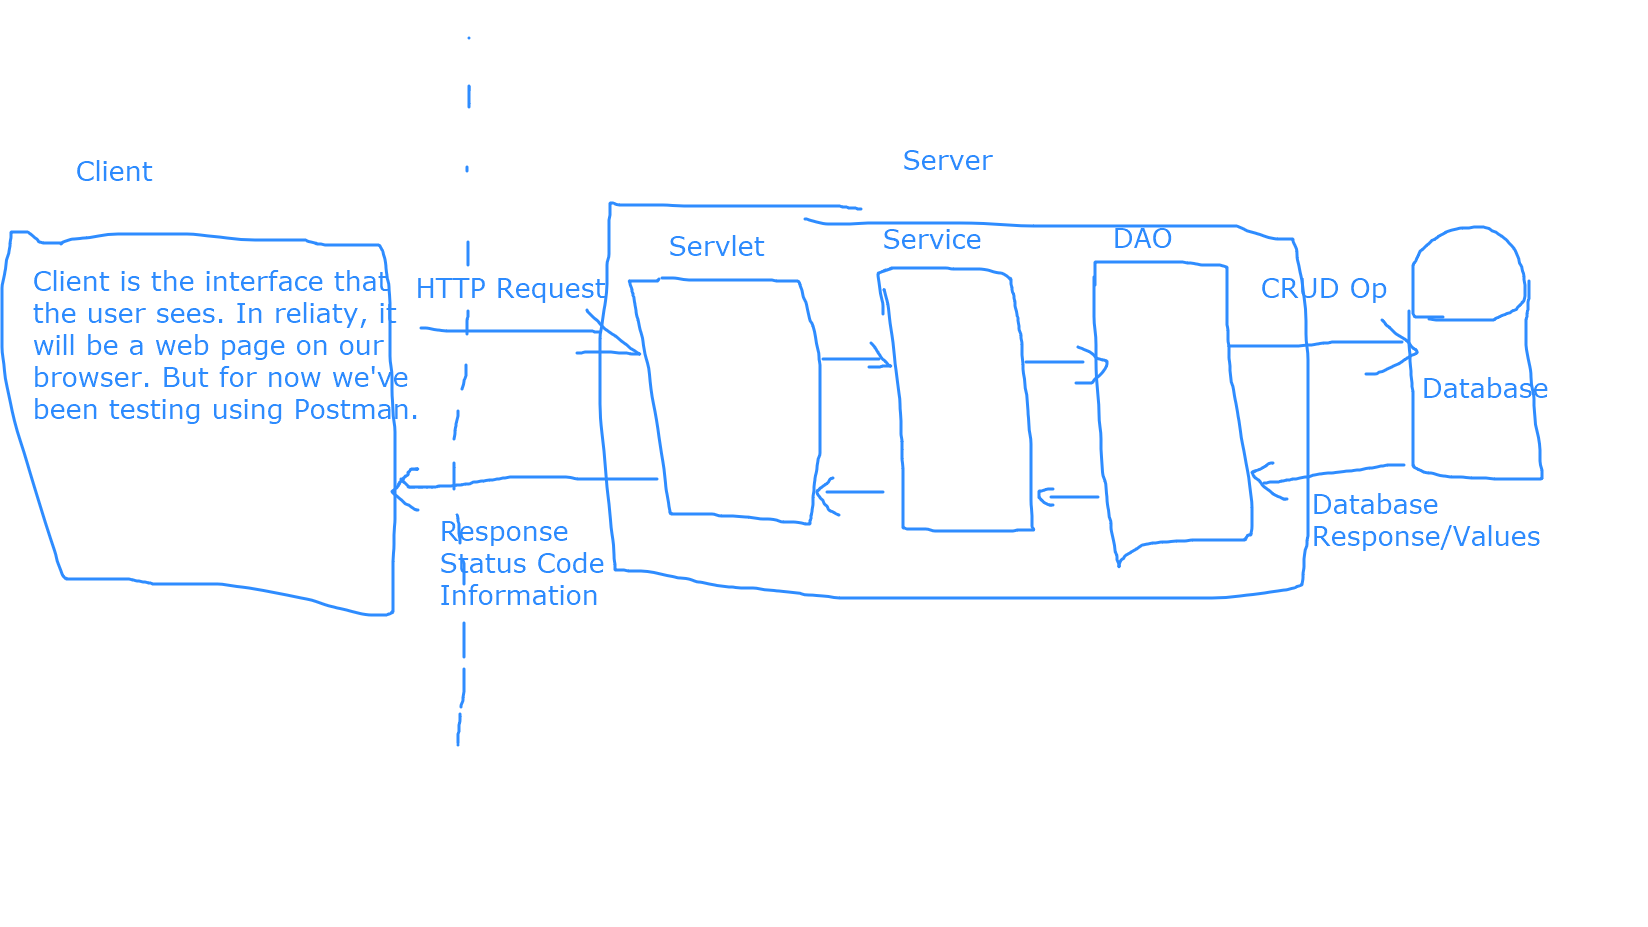 Client
Server
Servlet
Service
DAO
Client is the interface that
the user sees. In reliaty, it
will be a web page on our
browser. But for now we've
been testing using Postman.
HTTP Request
CRUD Op
Database
Response
Status Code
Information
Database
Response/Values